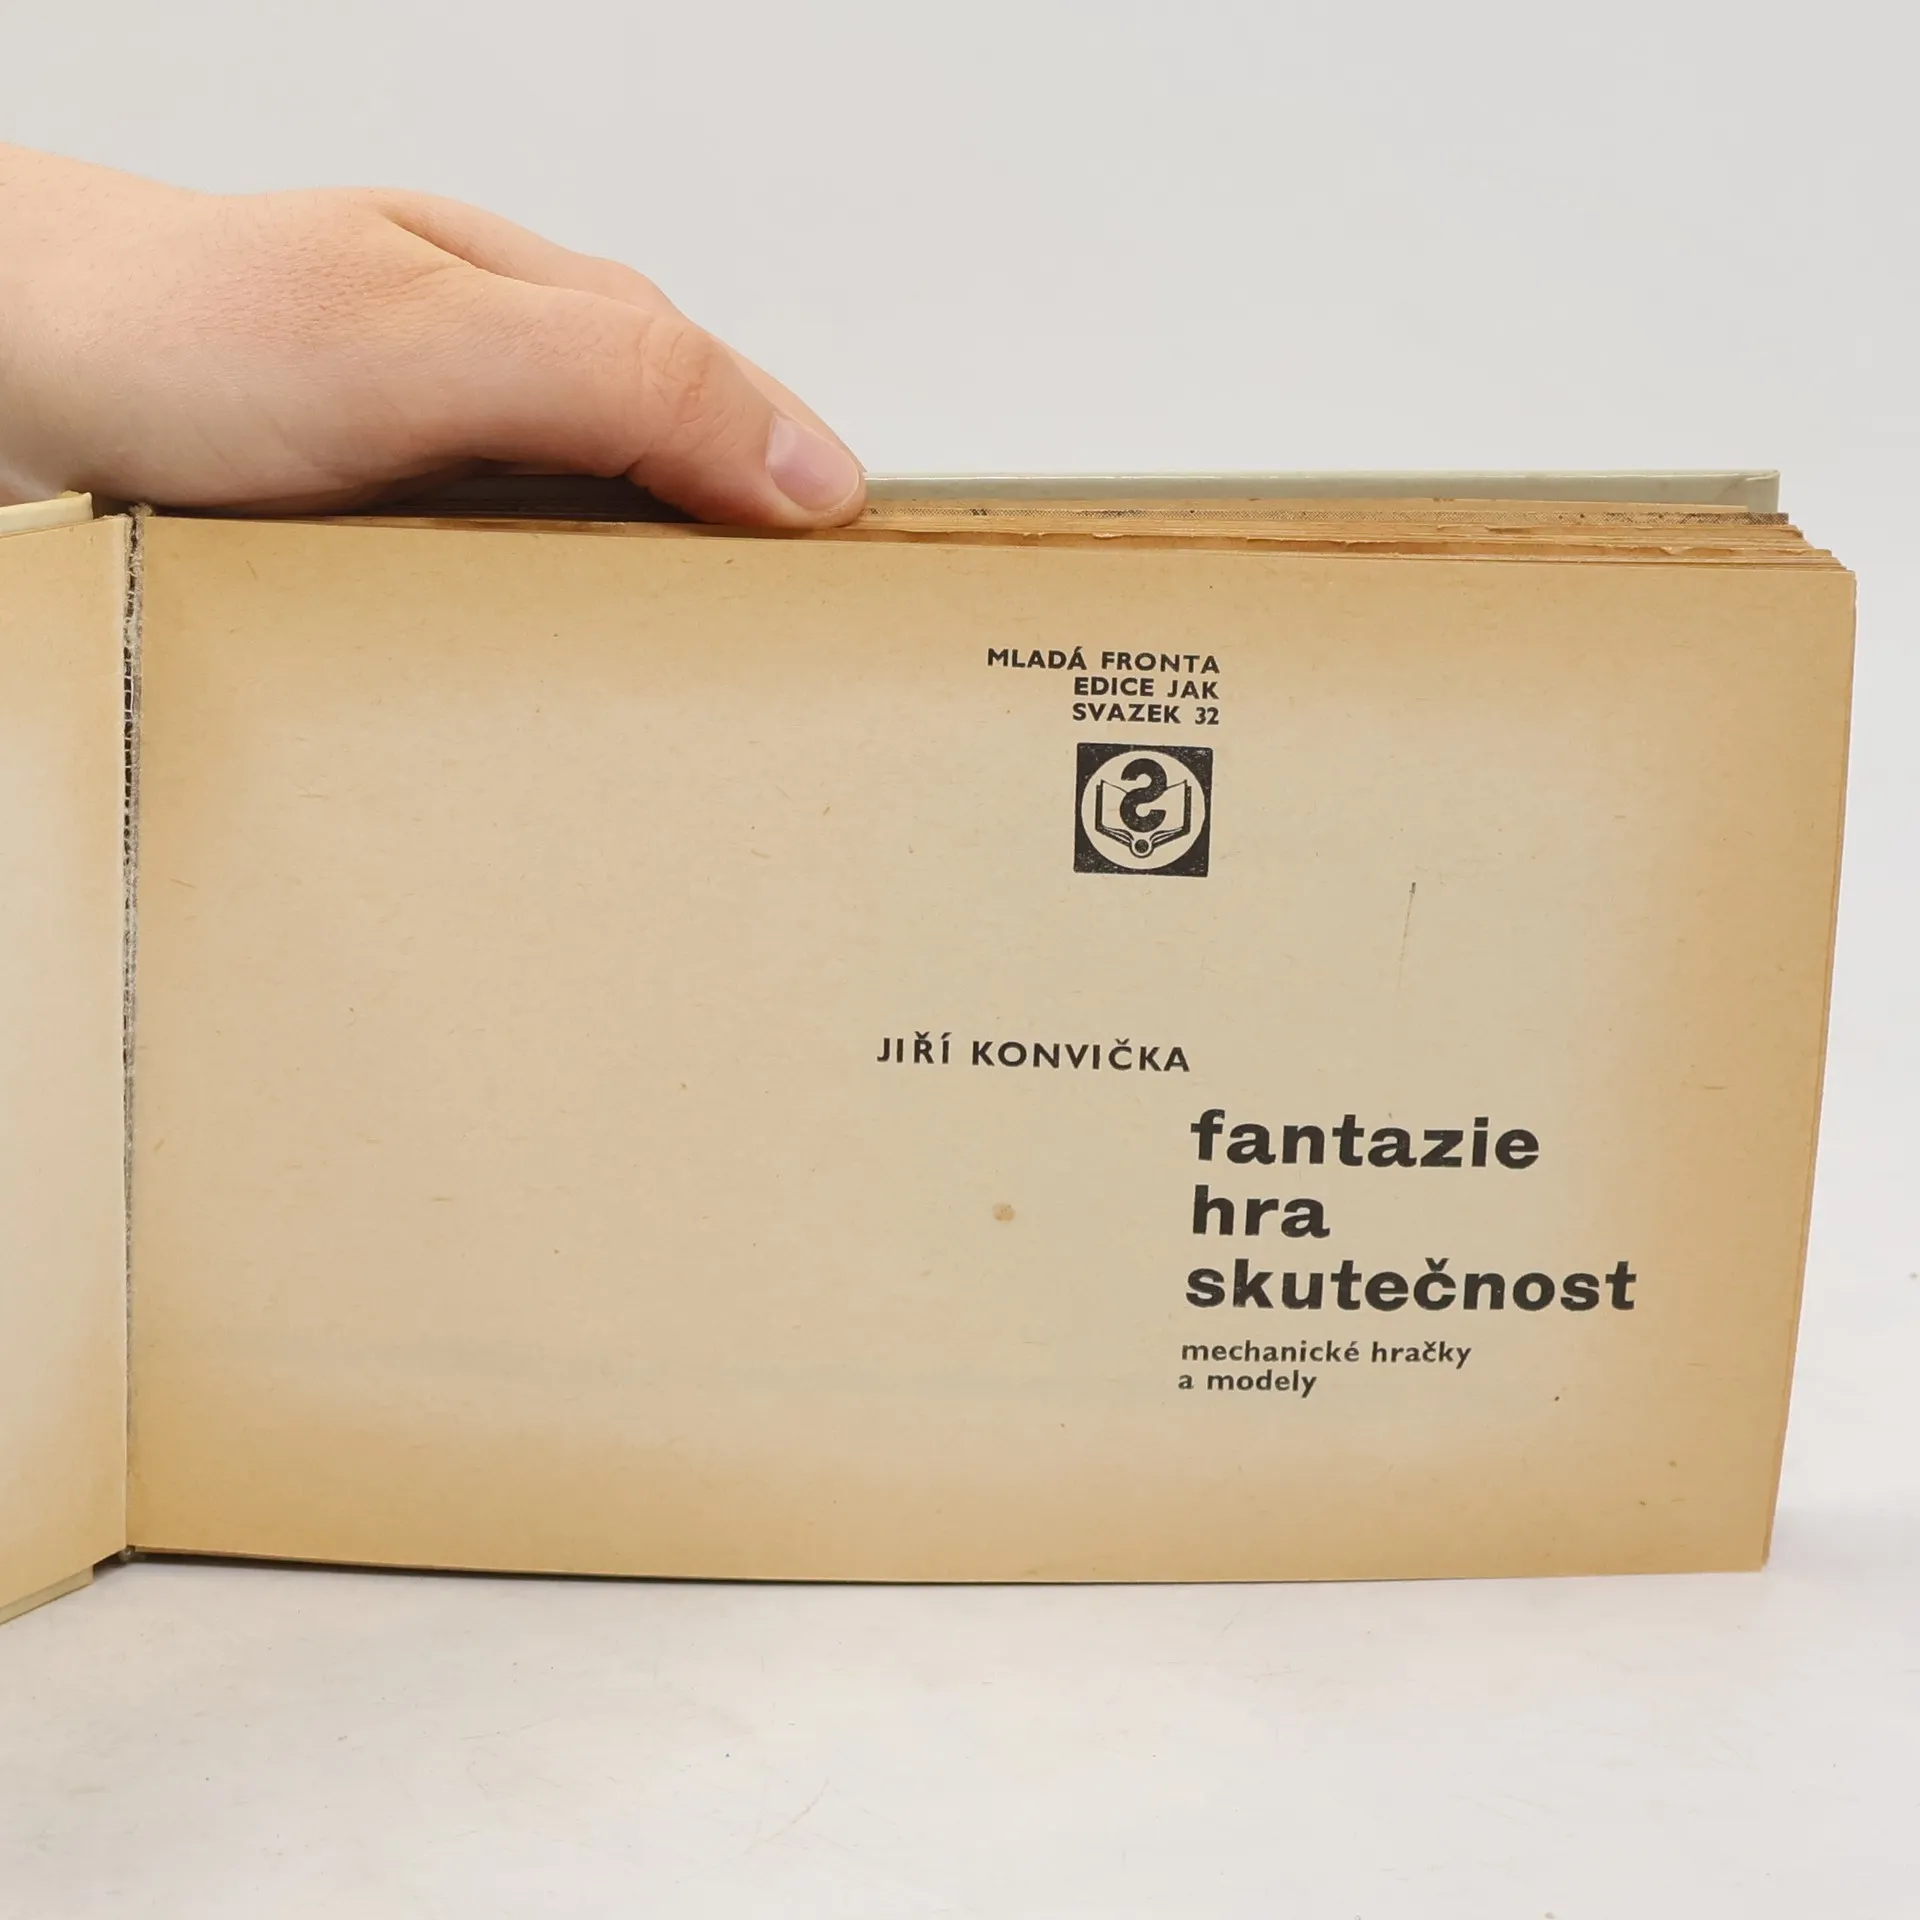 MLADÁ FRONTA
EDICE JAK
SVAZEK 32
JIŘÍ KONVIČKA
fantazie
hra
skutečnost
mechanické hračky
a modely